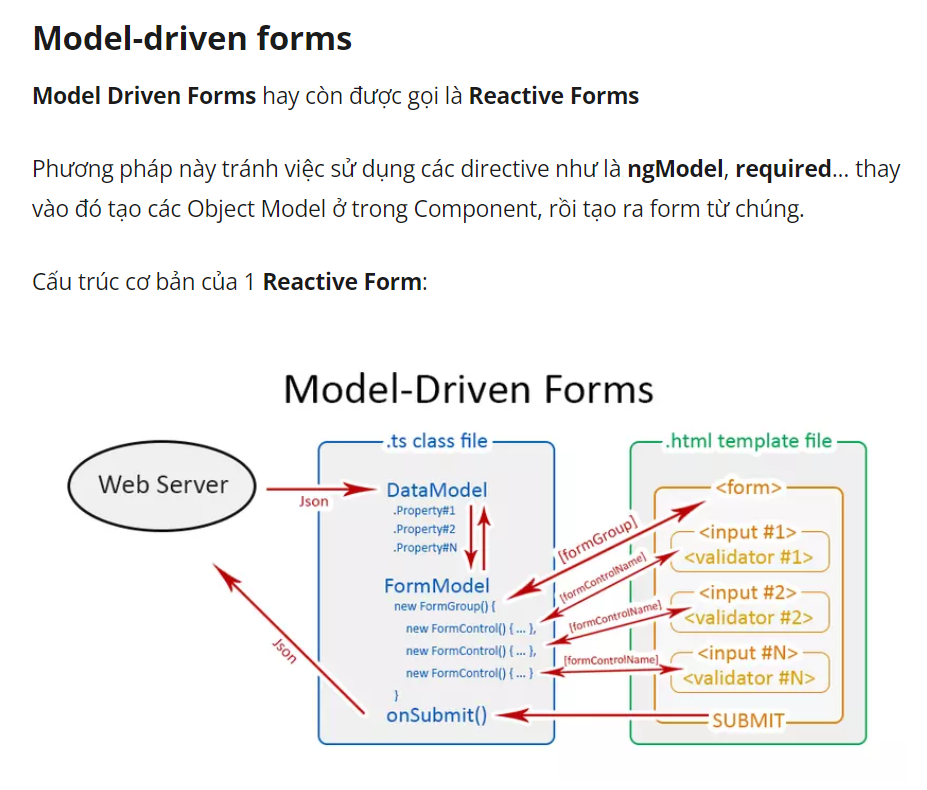 Model-driven forms
Model Driven Forms hay còn được gọi là Reactive Forms
Phương pháp này tránh việc sử dụng các directive như là ngModel, required... thay
vào đó tạo các Object Model ở trong Component, rồi tạo ra form từ chúng.
Cấu trúc cơ bản của 1 Reactive Form:
Model-Driven Forms
Web Server
Json
Json
.ts class file
DataModel
.Property#1
.Property#2
.Property#N
FormModel
new FormGroup() {
new FormControl() { ... },
new FormControl() { ... },
new FormControl() { ... }
}
onSubmit()
[formGroup]
[formControlName]
[formControlName]
[formControlName]
.html template file
<form>
<input #1>
<validator #1>
<input #2>
<validator #2>
<input #N>
<validator #N>
SUBMIT